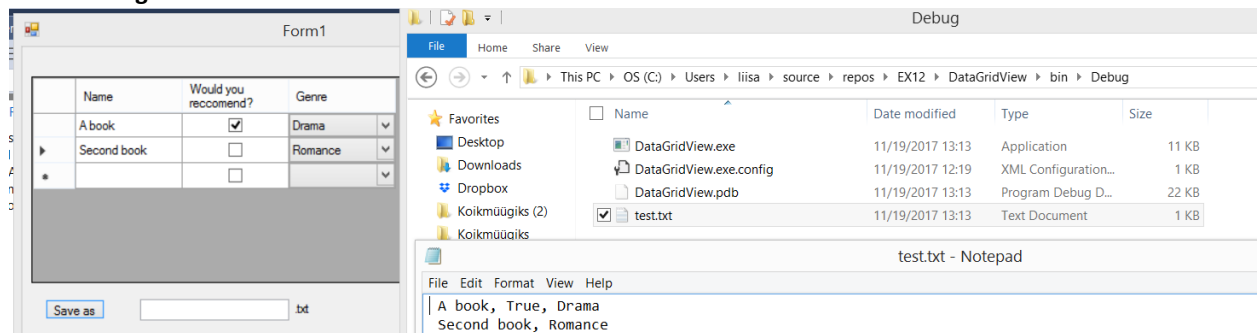 Form1
Name
Would you
reccomend?
Genre
A book
Drama
Second book
Romance
Save as
.txt
Debug
File Home Share View
This PC OS (C:) Users liisa source repos EX12 DataGridView bin Debug
Favorites
Desktop
Downloads
Dropbox
Koikmüügiks (2)
Koikmüügiks
Name Date modified Type Size
DataGridView.exe 11/19/2017 13:13 Application 11 KB
DataGridView.exe.config 11/19/2017 12:19 XML Configuration... 1 KB
DataGridView.pdb 11/19/2017 13:13 Program Debug D... 22 KB
test.txt 11/19/2017 13:13 Text Document 1 KB
test.txt - Notepad
File Edit Format View Help
A book, True, Drama
Second book, Romance